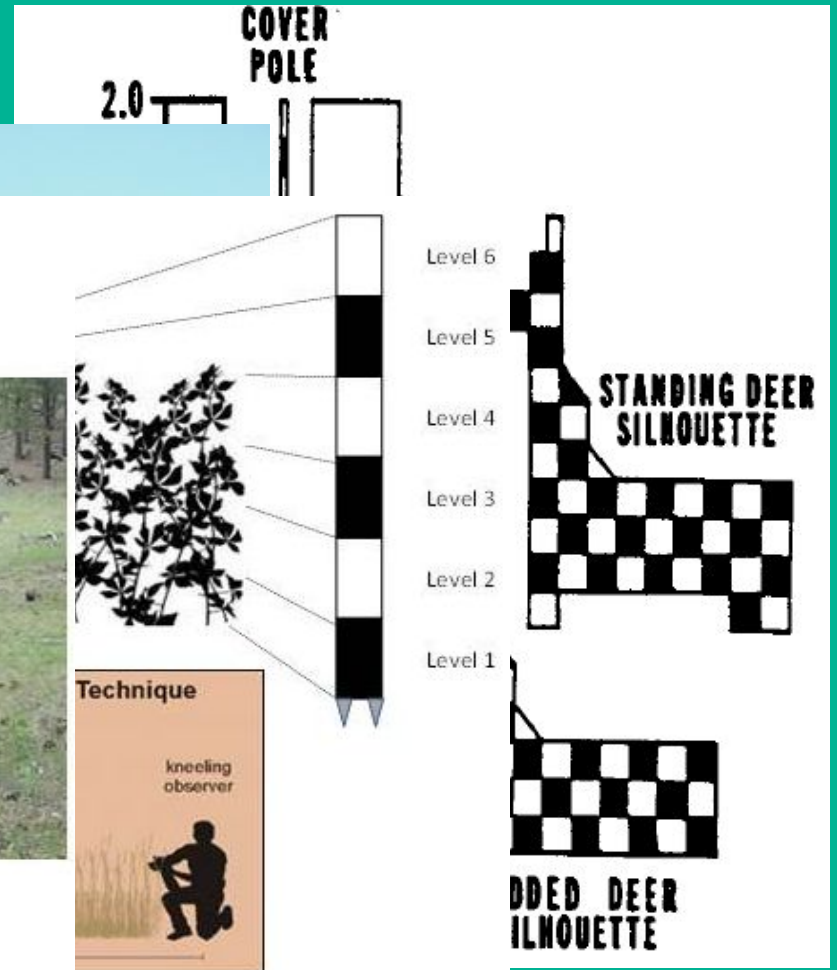 COVER
POLE
2.0
Level 6
Level 5
STANDING DEER
SILHOUETTE
Level 4
Level 3
Level 2
Level 1
Technique
kneeling
observer
DDED DEER
ILHOUETTE